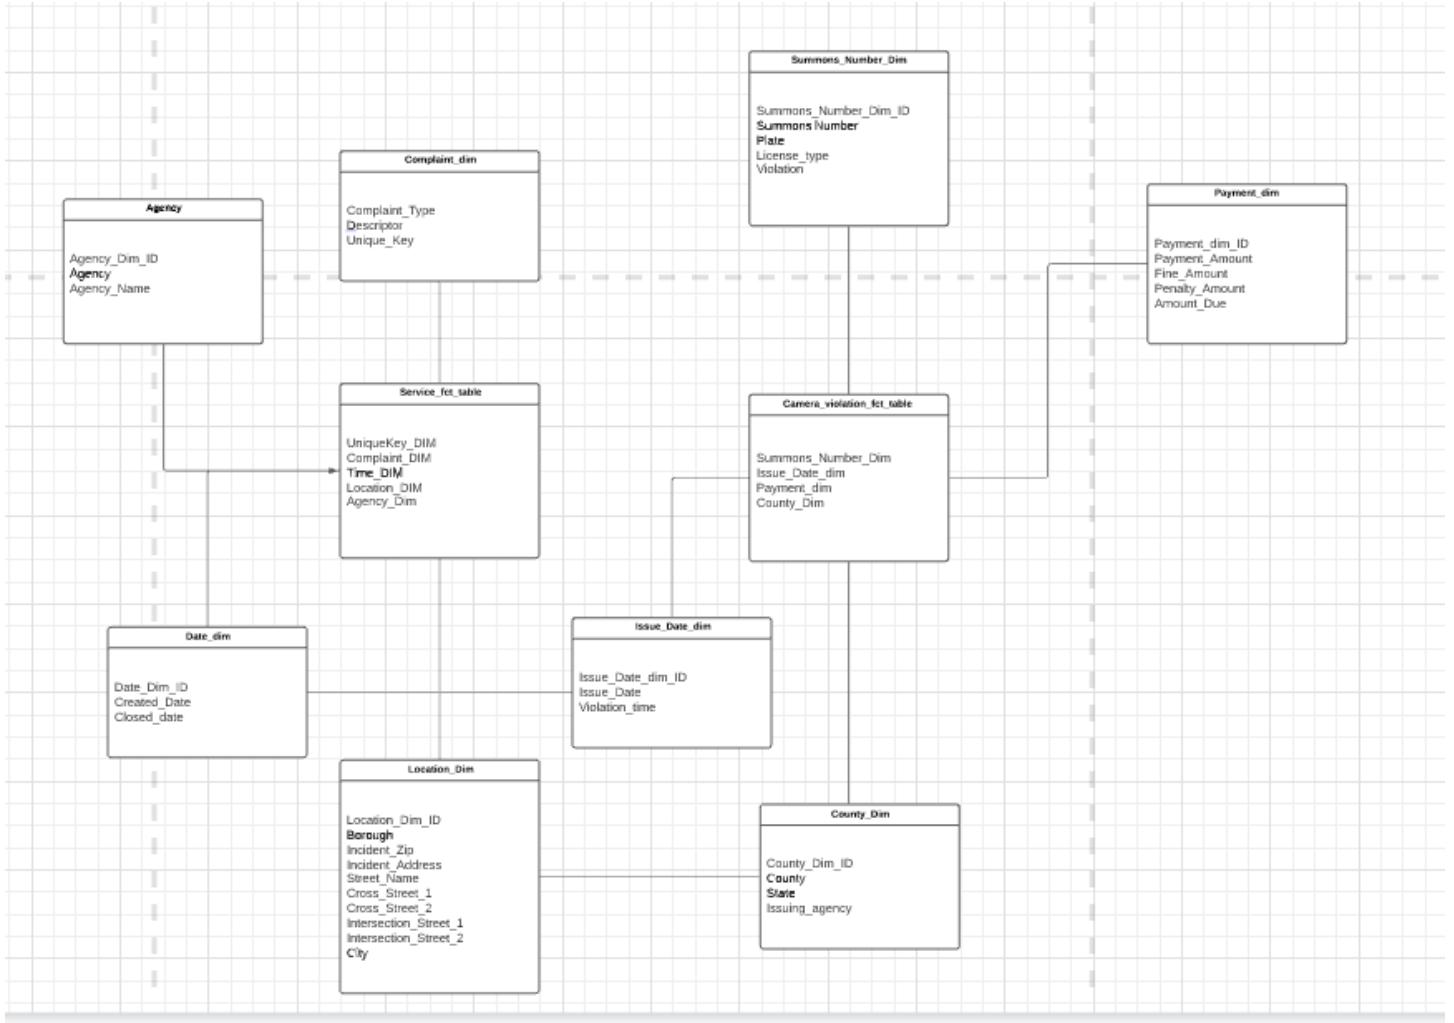 Summons_Number_Dim
Summons_Number_Dim_ID
Summons Number
Plate
License_type
Violation
Complaint_dim
Complaint_Type
Descriptor
Unique_Key
Payment_dim
Payment_dim_ID
Payment_Amount
Fine_Amount
Penalty_Amount
Amount_Due
Agency
Agency_Dim_ID
Agency
Agency_Name
Service_fct_table
UniqueKey_DIM
Complaint_DIM
Time_DIM
Location_DIM
Agency_Dim
Camera_violation_fct_table
Summons_Number_Dim
Issue_Date_dim
Payment_dim
County_Dim
Date_dim
Date_Dim_ID
Created_Date
Closed_date
Issue_Date_dim
Issue_Date_dim_ID
Issue_Date
Violation_time
Location_Dim
Location_Dim_ID
Borough
Incident_Zip
Incident_Address
Street_Name
Cross_Street_1
Cross_Street_2
Intersection_Street_1
Intersection_Street_2
City
County_Dim
County_Dim_ID
County
State
Issuing_agency